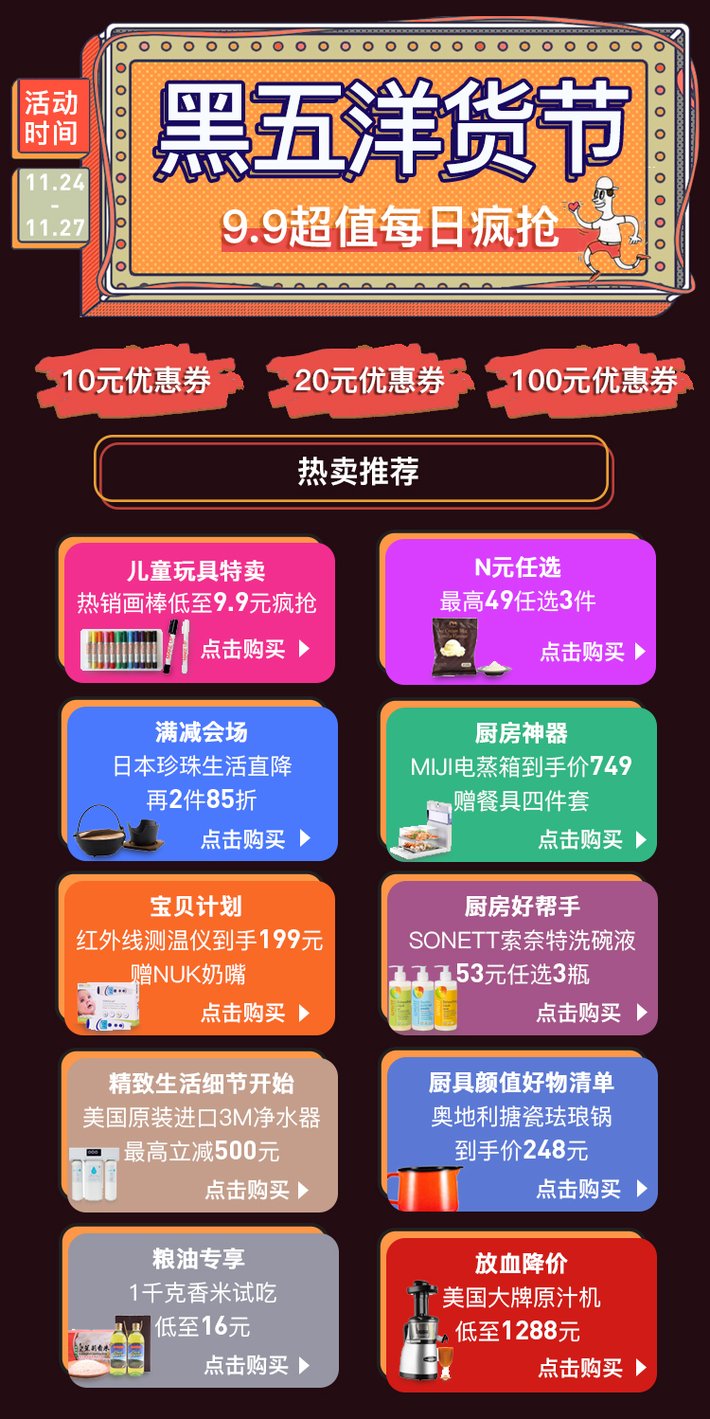 活动
时间
11.24
-
11.27
黑五洋货节
9.9超值每日疯抢
10元优惠券
20元优惠券
100元优惠券
热卖推荐
儿童玩具特卖
热销画棒低至9.9元疯抢
点击购买
N元任选
最高49任选3件
点击购买
满减会场
日本珍珠生活直降
再2件85折
点击购买
厨房神器
MIJI电蒸箱到手价749
赠餐具四件套
点击购买
宝贝计划
红外线测温仪到手199元
赠NUK奶嘴
点击购买
厨房好帮手
SONETT索奈特洗碗液
53元任选3瓶
点击购买
精致生活细节开始
美国原装进口3M净水器
最高立减500元
点击购买
厨具颜值好物清单
奥地利搪瓷珐琅锅
到手价248元
点击购买
粮油专享
1千克香米试吃
低至16元
点击购买
放血降价
美国大牌原汁机
低至1288元
点击购买